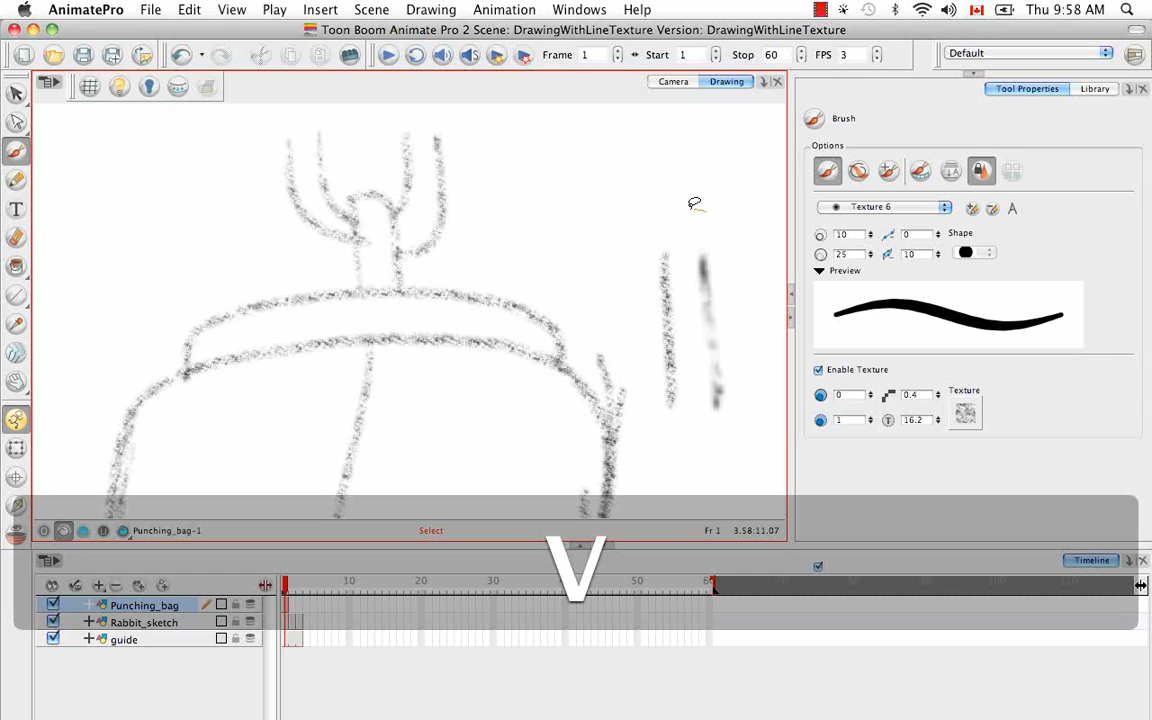 AnimatePro File Edit View Play Insert Scene Drawing Animation Windows Help Thu 9:58 AM
Toon Boom Animate Pro 2 Scene: DrawingWithLineTexture Version: DrawingWithLineTexture
Frame 1 Start 1 Stop 60 FPS 3 Default
Camera Drawing
Tool Properties Library
Brush
Options
Texture 6
10 0 Shape
25 10
Preview
Enable Texture
0 0.4 Texture
1 16.2
Punching_bag-1 Select Fr 1 3.58:11.07
V
Timeline
10 20 30 40 50 60
Punching_bag
Rabbit_sketch
guide